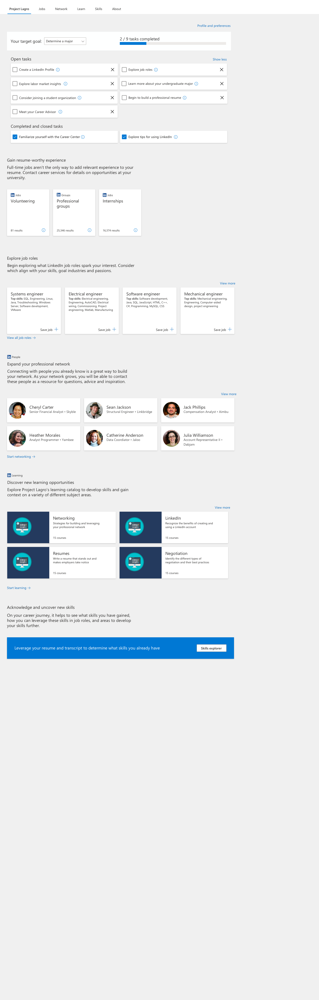 Project Lagro Jobs Network Learn Skills About
Profile and preferences
Your target goal: Determine a major
2 / 9 tasks completed
Open tasks
Show less
Create a LinkedIn Profile
Explore job roles
Explore labor market insights
Learn more about your undergraduate major
Consider joining a student organization
Begin to build a professional resume
Meet your Career Advisor
Completed and closed tasks
Familiarize yourself with the Career Center
Explore tips for using LinkedIn
Gain resume-worthy experience
Full-time jobs aren't the only way to add relevant experience to your
resume. Contact career services for details on opportunities at your
university.
in Jobs
Volunteering
81 results
in Groups
Professional
groups
25,346 results
in Jobs
Internships
16,374 results
Explore job roles
Begin exploring what LinkedIn job roles spark your interest. Consider
which align with your skills, goal industries and passions.
View more
Systems engineer
Top skills: SQL, Engineering, Linux,
Java, Troubleshooting, Windows
Server, Software development,
VMware
Save job
Electrical engineer
Top skills: Electrical engineering,
Engineering, AutoCAD, Electrical
wiring, Commissioning, Project
engineering, Matlab, Manufacturing
Save job
Software engineer
Top skills: Software development,
Java, SQL, JavaScript, HTML, C++,
C#, Programming, MySQL, CSS
Save job
Mechanical engineer
Top skills: Mechanical engineering,
Engineering, Computer-aided
design, project engineering
Save job
View all job roles
in People
Expand your professional network
Connecting with people you already know is a great way to build
your network. As your network grows, you will be able to contact
these people as a resource for questions, advice and inspiration.
View more
Cheryl Carter
Senior Financial Analyst • Skyble
Sean Jackson
Structural Engineer • Linkbridge
Jack Phillips
Compensation Analyst • Aimbu
Heather Morales
Analyst Programmer • Yambee
Catherine Anderson
Data Coordiator • Jaloo
Julia Williamson
Account Representative II •
Dabjam
Start networking
in Learning
Discover new learning opportunities
Explore Project Lagro's learning catalog to develop skills and gain
context on a variety of different subject areas.
View more
Networking
Strategies for building and leveraging
your professional network
15 courses
LinkedIn
Recognize the benefits of creating and
using a LinkedIn account
15 courses
Resumes
Write a resume that stands out and
makes employers take notice
15 courses
Negotiation
Identify the different types of
negotiation and their best practices
15 courses
Start learning
Acknowledge and uncover new skills
On your career journey, it helps to see what skills you have gained,
how you can leverage these skills in job roles, and areas to develop
your skills further.
Leverage your resume and transcript to determine what skills you already have
Skills explorer